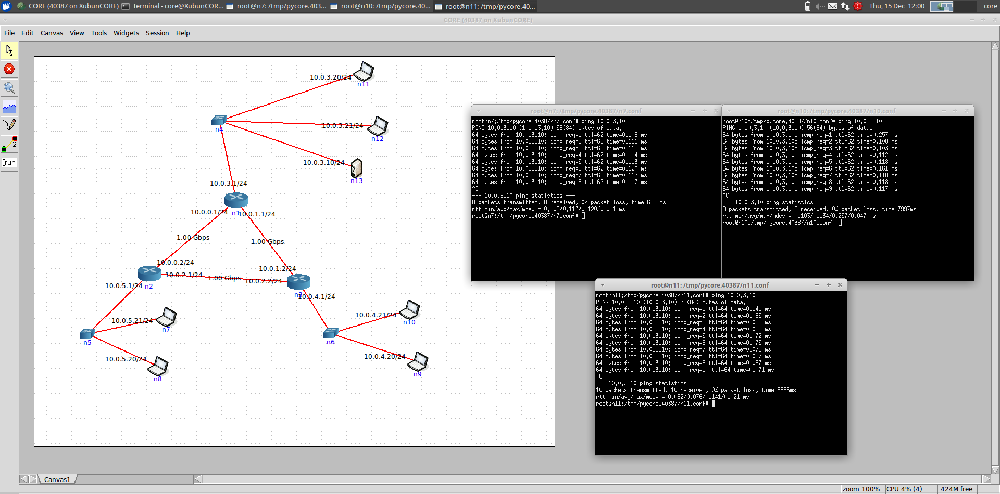 CORE (40387 on XubunCORE)
Terminal - core@XubunCOR...
root@n7: /tmp/pycore.403...
root@n10: /tmp/pycore.40...
root@n11: /tmp/pycore.40...
Thu, 15 Dec 12:00
core
CORE (40387 on XubunCORE)
File Edit Canvas View Tools Widgets Session Help
1 2
run
10.0.3.20/24
n11
n4
10.0.3.21/24
n12
10.0.3.10/24
n13
10.0.3.1/24
10.0.0.1/24
n1
10.0.1.1/24
1.00 Gbps
1.00 Gbps
10.0.0.2/24
10.0.1.2/24
10.0.2.1/24
1.00 Gbps
10.0.2.2/24
10.0.5.1/24
n2
n3
10.0.4.1/24
10.0.5.21/24
n7
10.0.4.21/24
n10
n5
n6
10.0.5.20/24
n8
10.0.4.20/24
n9
root@n7: /tmp/pycore.40387/n7.conf
root@n7:/tmp/pycore.40387/n7.conf# ping 10.0.3.10
PING 10.0.3.10 (10.0.3.10) 56(84) bytes of data.
64 bytes from 10.0.3.10: icmp_req=1 ttl=62 time=0.106 ms
64 bytes from 10.0.3.10: icmp_req=2 ttl=62 time=0.111 ms
64 bytes from 10.0.3.10: icmp_req=3 ttl=62 time=0.112 ms
64 bytes from 10.0.3.10: icmp_req=4 ttl=62 time=0.114 ms
64 bytes from 10.0.3.10: icmp_req=5 ttl=62 time=0.113 ms
64 bytes from 10.0.3.10: icmp_req=6 ttl=62 time=0.120 ms
64 bytes from 10.0.3.10: icmp_req=7 ttl=62 time=0.115 ms
64 bytes from 10.0.3.10: icmp_req=8 ttl=62 time=0.117 ms
^C
--- 10.0.3.10 ping statistics ---
8 packets transmitted, 8 received, 0% packet loss, time 6999ms
rtt min/avg/max/mdev = 0.106/0.113/0.120/0.011 ms
root@n7:/tmp/pycore.40387/n7.conf#
root@n10: /tmp/pycore.40387/n10.conf
root@n10:/tmp/pycore.40387/n10.conf# ping 10.0.3.10
PING 10.0.3.10 (10.0.3.10) 56(84) bytes of data.
64 bytes from 10.0.3.10: icmp_req=1 ttl=62 time=0.257 ms
64 bytes from 10.0.3.10: icmp_req=2 ttl=62 time=0.108 ms
64 bytes from 10.0.3.10: icmp_req=3 ttl=62 time=0.103 ms
64 bytes from 10.0.3.10: icmp_req=4 ttl=62 time=0.112 ms
64 bytes from 10.0.3.10: icmp_req=5 ttl=62 time=0.118 ms
64 bytes from 10.0.3.10: icmp_req=6 ttl=62 time=0.161 ms
64 bytes from 10.0.3.10: icmp_req=7 ttl=62 time=0.118 ms
64 bytes from 10.0.3.10: icmp_req=8 ttl=62 time=0.118 ms
64 bytes from 10.0.3.10: icmp_req=9 ttl=62 time=0.117 ms
^C
--- 10.0.3.10 ping statistics ---
9 packets transmitted, 9 received, 0% packet loss, time 7997ms
rtt min/avg/max/mdev = 0.103/0.134/0.257/0.047 ms
root@n10:/tmp/pycore.40387/n10.conf#
root@n11: /tmp/pycore.40387/n11.conf
root@n11:/tmp/pycore.40387/n11.conf# ping 10.0.3.10
PING 10.0.3.10 (10.0.3.10) 56(84) bytes of data.
64 bytes from 10.0.3.10: icmp_req=1 ttl=64 time=0.141 ms
64 bytes from 10.0.3.10: icmp_req=2 ttl=64 time=0.065 ms
64 bytes from 10.0.3.10: icmp_req=3 ttl=64 time=0.062 ms
64 bytes from 10.0.3.10: icmp_req=4 ttl=64 time=0.068 ms
64 bytes from 10.0.3.10: icmp_req=5 ttl=64 time=0.072 ms
64 bytes from 10.0.3.10: icmp_req=6 ttl=64 time=0.075 ms
64 bytes from 10.0.3.10: icmp_req=7 ttl=64 time=0.072 ms
64 bytes from 10.0.3.10: icmp_req=8 ttl=64 time=0.067 ms
64 bytes from 10.0.3.10: icmp_req=9 ttl=64 time=0.067 ms
64 bytes from 10.0.3.10: icmp_req=10 ttl=64 time=0.071 ms
^C
--- 10.0.3.10 ping statistics ---
10 packets transmitted, 10 received, 0% packet loss, time 8996ms
rtt min/avg/max/mdev = 0.062/0.076/0.141/0.021 ms
root@n11:/tmp/pycore.40387/n11.conf#
Canvas1
zoom 100% CPU 4% (4) 424M free